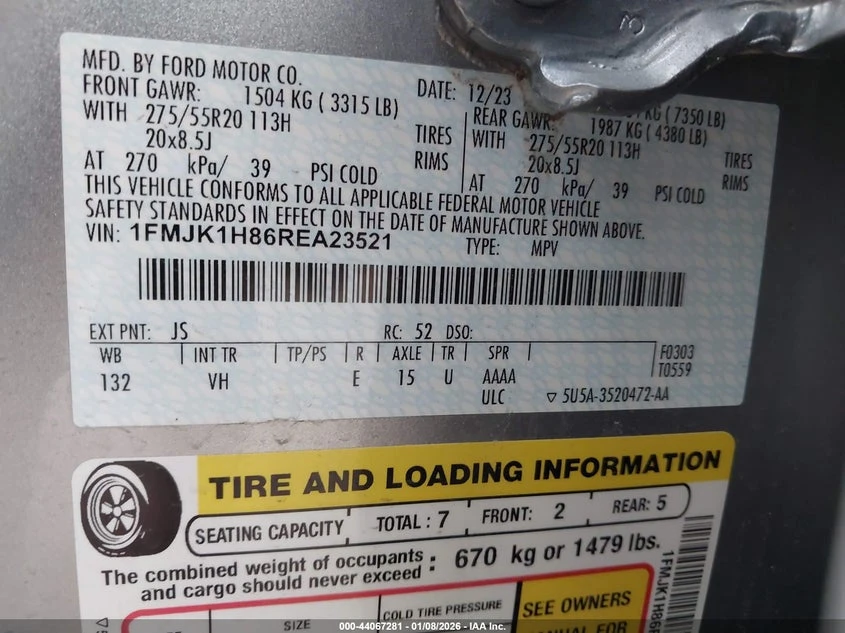 3
MFD. BY FORD MOTOR CO.
DATE: 12/23
KG (7350 LB)
FRONT GAWR: 1504 KG ( 3315 LB)
REAR GAWR: 1987 KG ( 4380 LB)
WITH 275/55R20 113H TIRES
WITH 275/55R20 113H TIRES
20x8.5J RIMS
20x8.5J RIMS
AT 270 kPa/ 39 PSI COLD
AT 270 kPa/ 39 PSI COLD
THIS VEHICLE CONFORMS TO ALL APPLICABLE FEDERAL MOTOR VEHICLE
SAFETY STANDARDS IN EFFECT ON THE DATE OF MANUFACTURE SHOWN ABOVE.
VIN: 1FMJK1H86REA23521
TYPE: MPV
EXT PNT: JS RC: 52 DSO:
WB INT TR TP/PS R AXLE TR SPR F0303
T0559
132 VH E 15 U AAAA
ULC ▽ 5U5A-3520472-AA
TIRE AND LOADING INFORMATION
SEATING CAPACITY TOTAL : 7 FRONT: 2 REAR: 5
The combined weight of occupants and cargo should never exceed : 670 kg or 1479 lbs.
SIZE COLD TIRE PRESSURE SEE OWNERS
1FMJK1H86
000-44067281 - 01/08/2026 - IAA Inc.